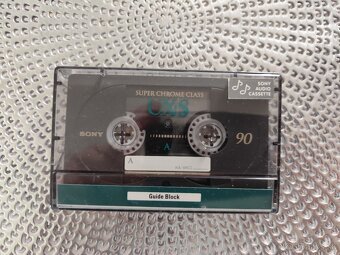 SUPER CHROME CLASS
SONY
AUDIO
CASSETTE
SONY
90
A
A
Guide Block